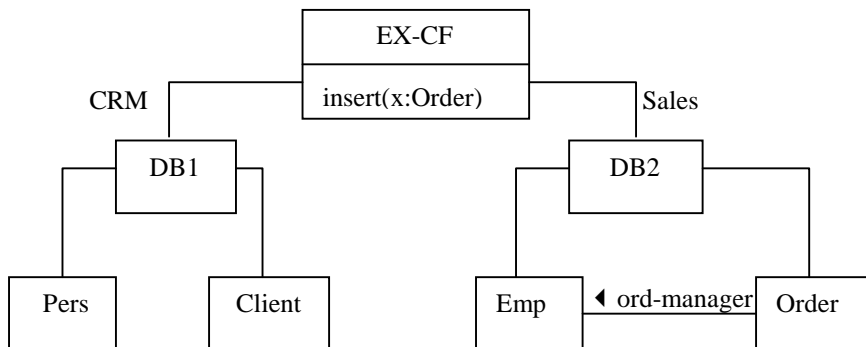 EX-CF
insert(x:Order)
CRM
Sales
DB1
DB2
Pers
Client
Emp
◄ ord-manager
Order